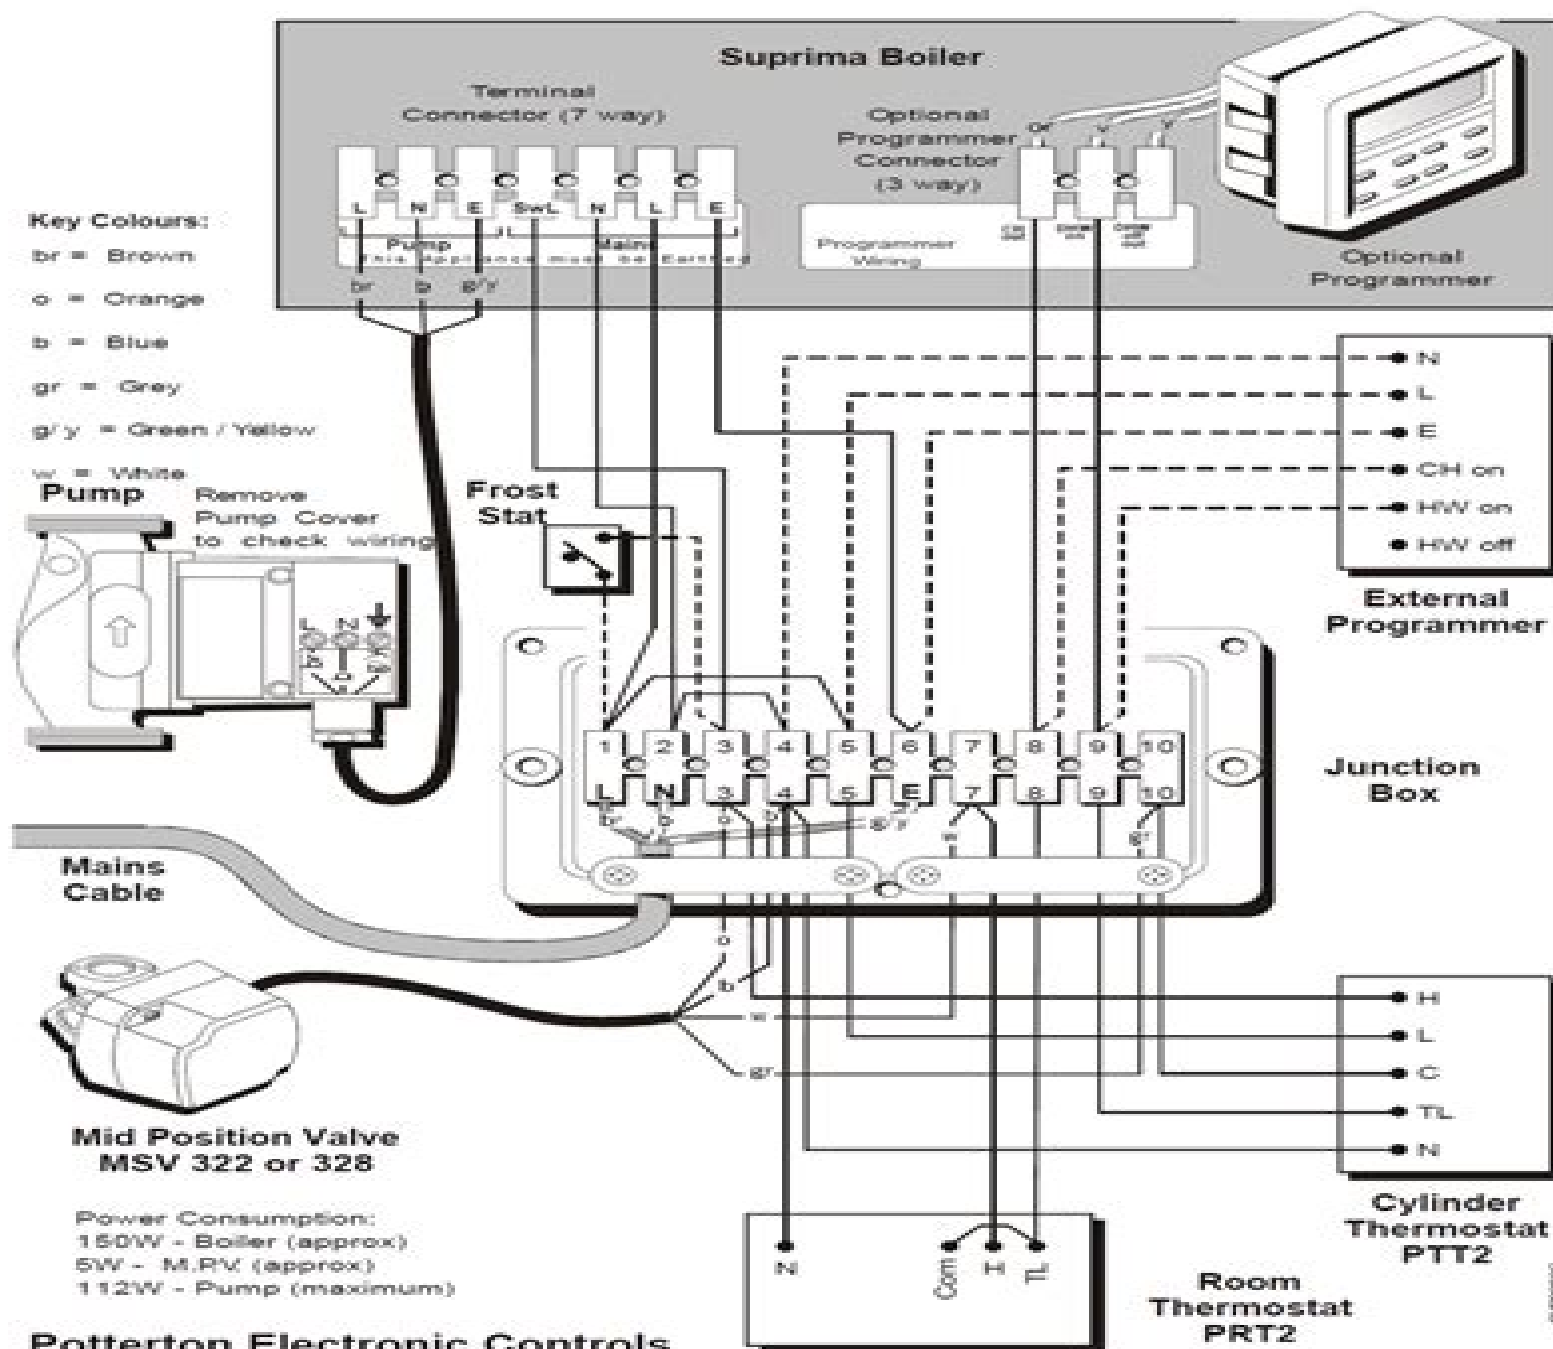 Suprima Boiler
Terminal
Connector (7 way)
Optional
Programmer
Connector
(3 way)
or
v
y
L N E SwL N L E
Pump Mains
This Appliance must be Earthed
br b g/y
Programmer
Wiring
Optional
Programmer
Key Colours:
br = Brown
o = Orange
b = Blue
gr = Grey
g/y = Green / Yellow
w = White
Pump
Remove
Pump Cover
to check wiring
L N
br b g/y
Frost
Stat
N
L
E
CH on
HW on
HW off
External
Programmer
1 2 3 4 5 6 7 8 9 10
L N 3 4 5 E 7 8 9 10
br b o b g/y w gr
Junction
Box
Mains
Cable
o
b
w
gr
Mid Position Valve
MSV 322 or 328
H
L
C
TL
N
Cylinder
Thermostat
PTT2
Power Consumption:
150W - Boiler (approx)
5W - M.P.V. (approx)
112W - Pump (maximum)
N Com H TL
Room
Thermostat
PRT2
Potterton Electronic Controls